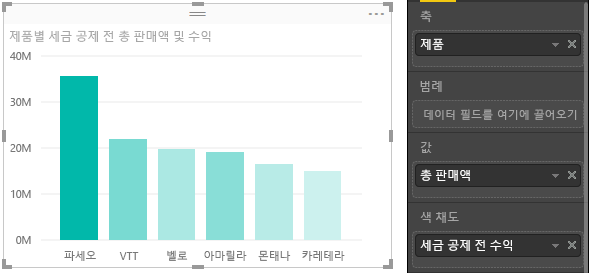 제품별 세금 공제 전 총 판매액 및 수익
40M
30M
20M
10M
0M
파세오 VTT 벨로 아마릴라 몬태나 카레테라
축
제품
범례
데이터 필드를 여기에 끌어오기
값
총 판매액
색 채도
세금 공제 전 수익